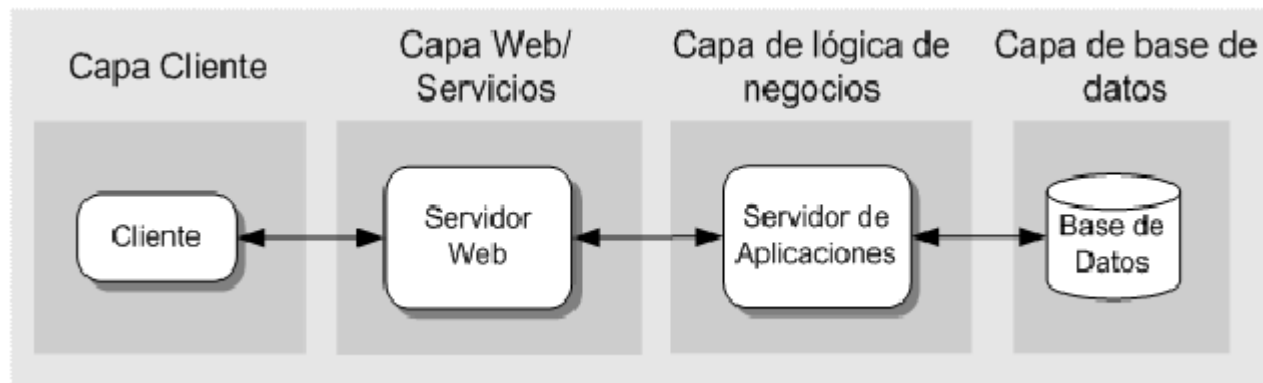 Capa Cliente
Capa Web/
Servicios
Capa de lógica de
negocios
Capa de base de
datos
Cliente
Servidor
Web
Servidor de
Aplicaciones
Base de
Datos